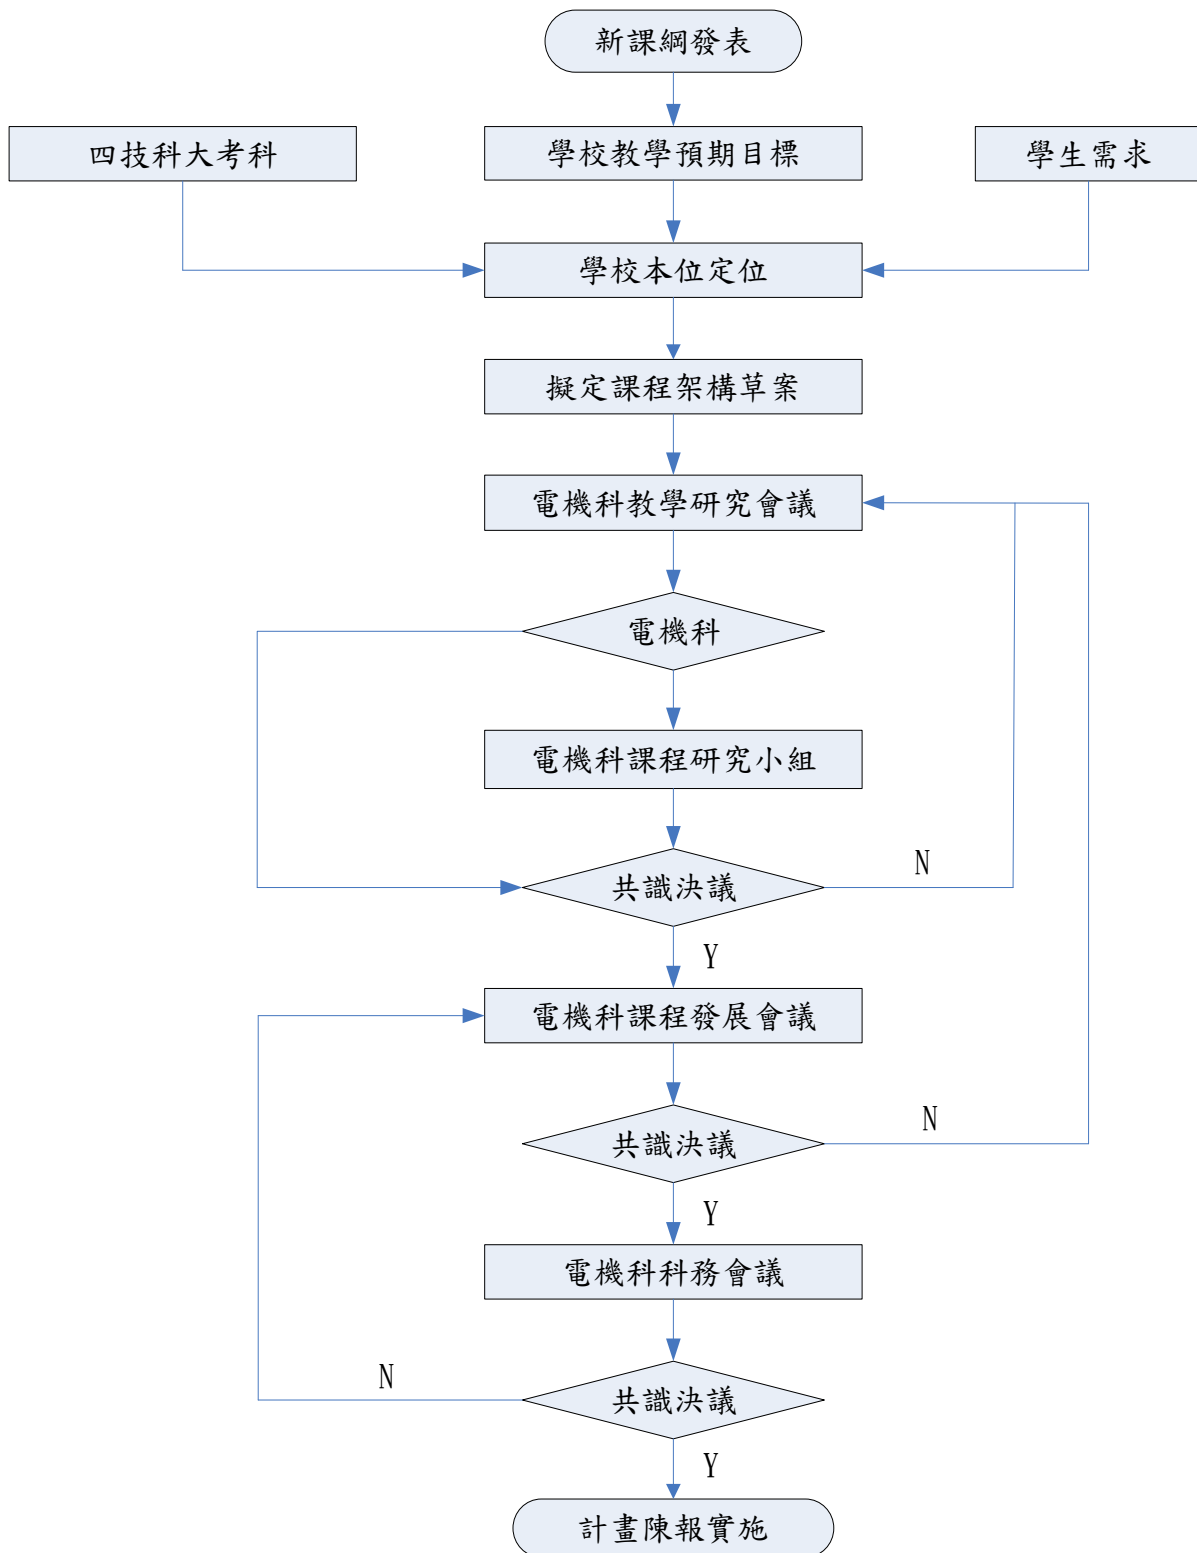 新課綱發表
四技科大考科
學校教學預期目標
學生需求
學校本位定位
擬定課程架構草案
電機科教學研究會議
電機科
電機科課程研究小組
共識決議
N
Y
電機科課程發展會議
共識決議
N
Y
電機科科務會議
N
共識決議
Y
計畫陳報實施